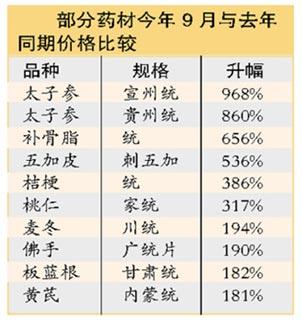 部分药材今年9月与去年
同期价格比较
品种 规格 升幅
太子参 宣州统 968%
太子参 贵州统 860%
补骨脂 统 656%
五加皮 刺五加 536%
桔梗 统 386%
桃仁 家统 317%
麦冬 川统 194%
佛手 广统片 190%
板蓝根 甘肃统 182%
黄芪 内蒙统 181%